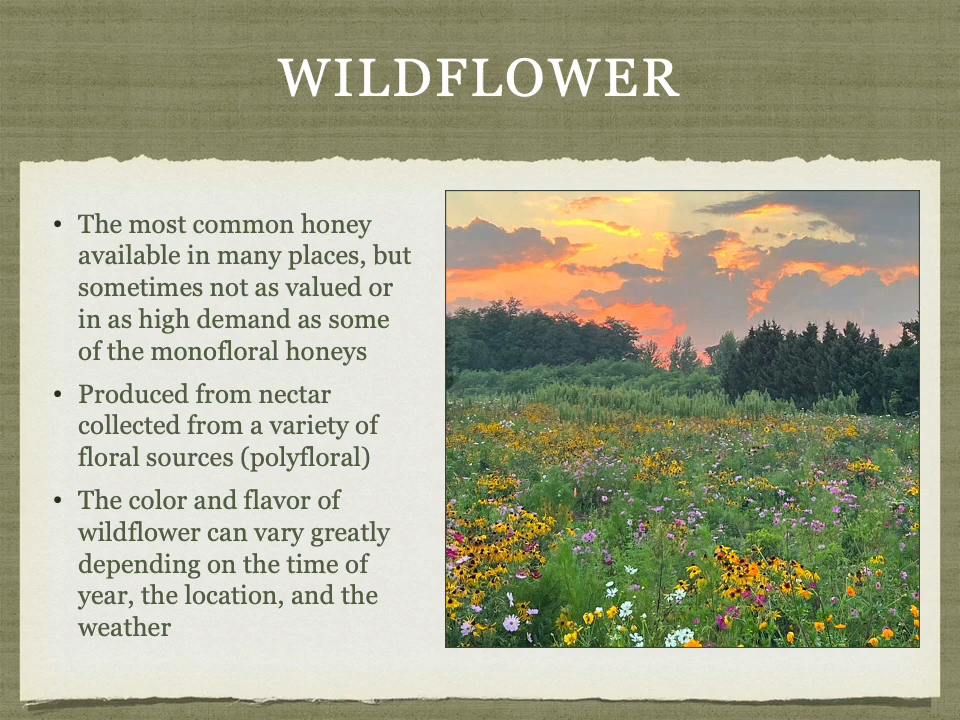 WILDFLOWER
• The most common honey
available in many places, but
sometimes not as valued or
in as high demand as some
of the monofloral honeys
• Produced from nectar
collected from a variety of
floral sources (polyfloral)
• The color and flavor of
wildflower can vary greatly
depending on the time of
year, the location, and the
weather